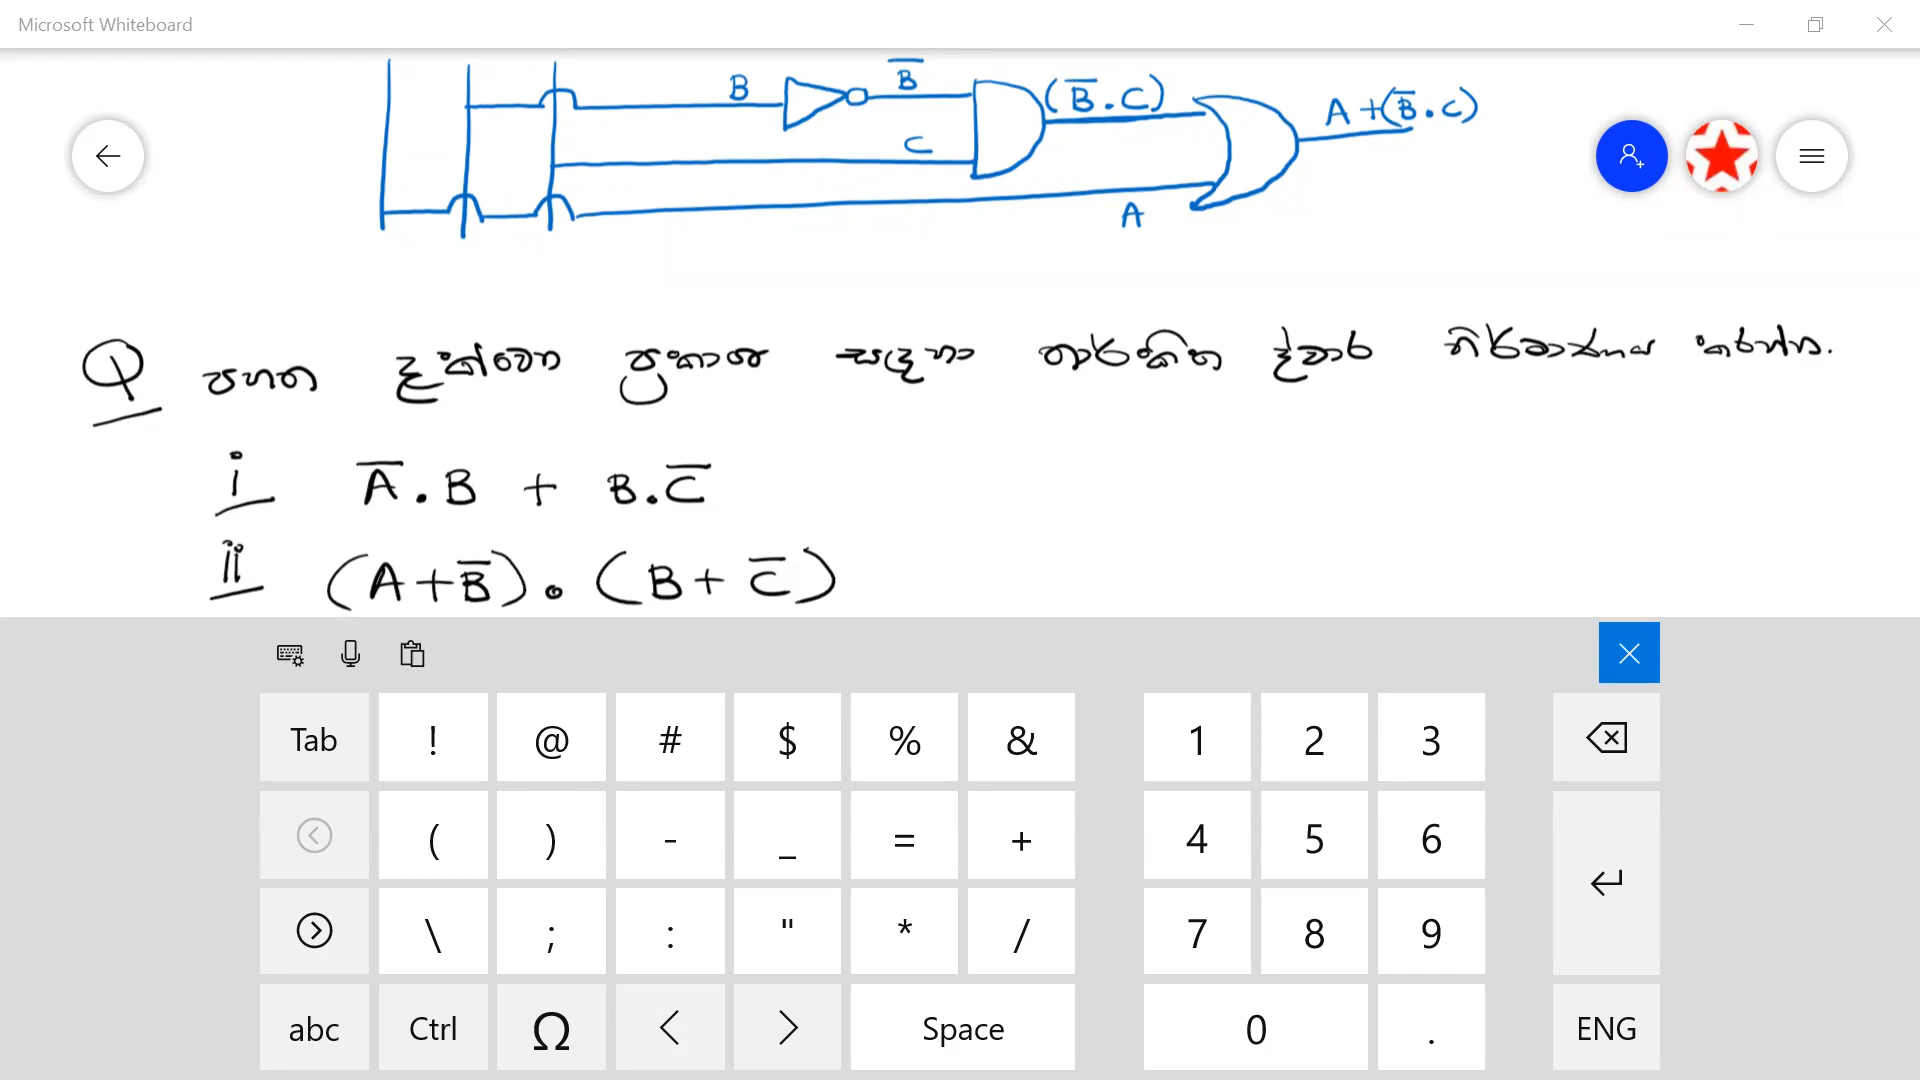 Microsoft Whiteboard
B B̅ (B̅.C) A+(B̅.C)
C
A
Q පහත දැක්වෙන ප්‍රකාශ සඳහා තාර්කික ද්වාර නිර්මාණය කරන්න.
i A̅.B + B.C̅
ii (A+B̅).(B+C̅)
Tab ! @ # $ % & 1 2 3
( ) - _ = + 4 5 6
\ ; : " * / 7 8 9
abc Ctrl Ω < > Space 0 . ENG